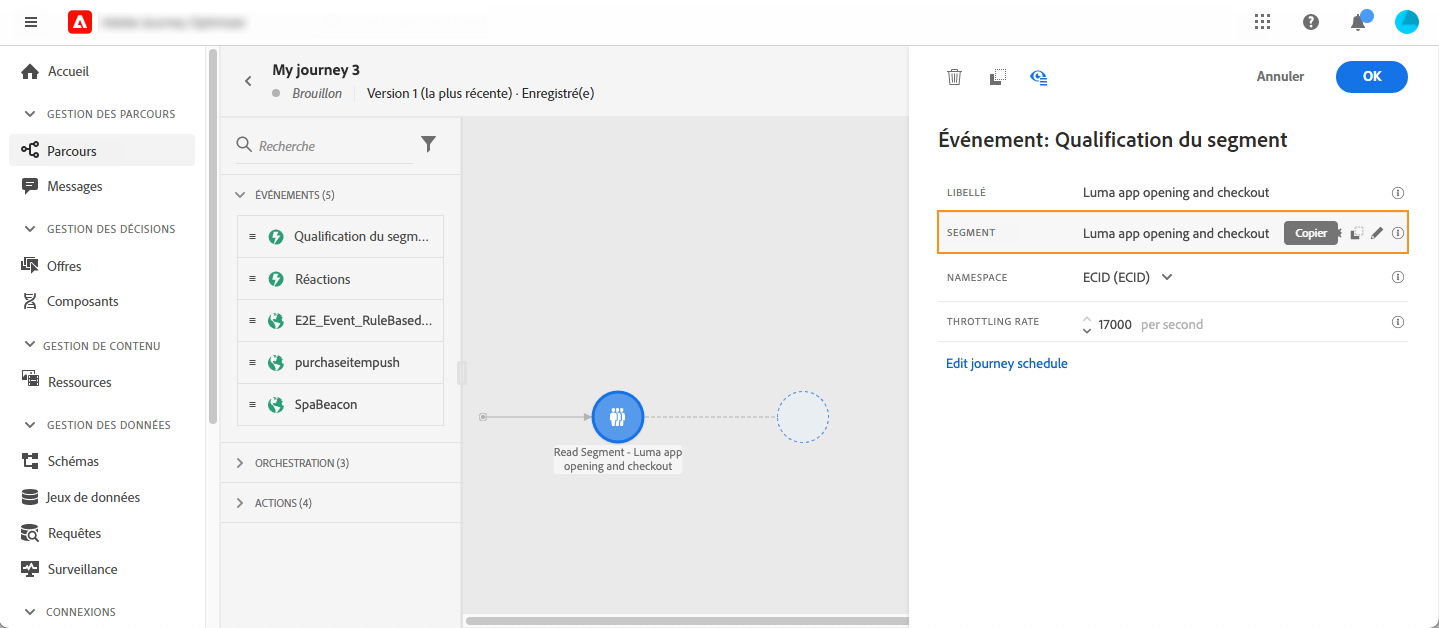 My journey 3
Brouillon
Version 1 (la plus récente) · Enregistré(e)
Annuler
OK
Accueil
GESTION DES PARCOURS
Parcours
Messages
GESTION DES DÉCISIONS
Offres
Composants
GESTION DE CONTENU
Ressources
GESTION DES DONNÉES
Schémas
Jeux de données
Requêtes
Surveillance
CONNEXIONS
Recherche
ÉVÉNEMENTS (5)
Qualification du segm...
Réactions
E2E_Event_RuleBased...
purchaseitempush
SpaBeacon
ORCHESTRATION (3)
ACTIONS (4)
Read Segment - Luma app
opening and checkout
Événement: Qualification du segment
LIBELLÉ Luma app opening and checkout
SEGMENT Luma app opening and checkout Copier
NAMESPACE ECID (ECID)
THROTTLING RATE 17000 per second
Edit journey schedule